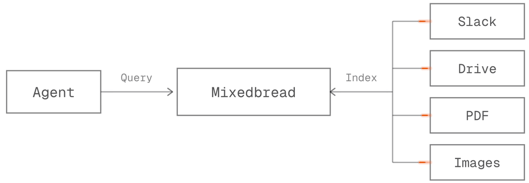 Agent
Query
Mixedbread
Index
Slack
Drive
PDF
Images